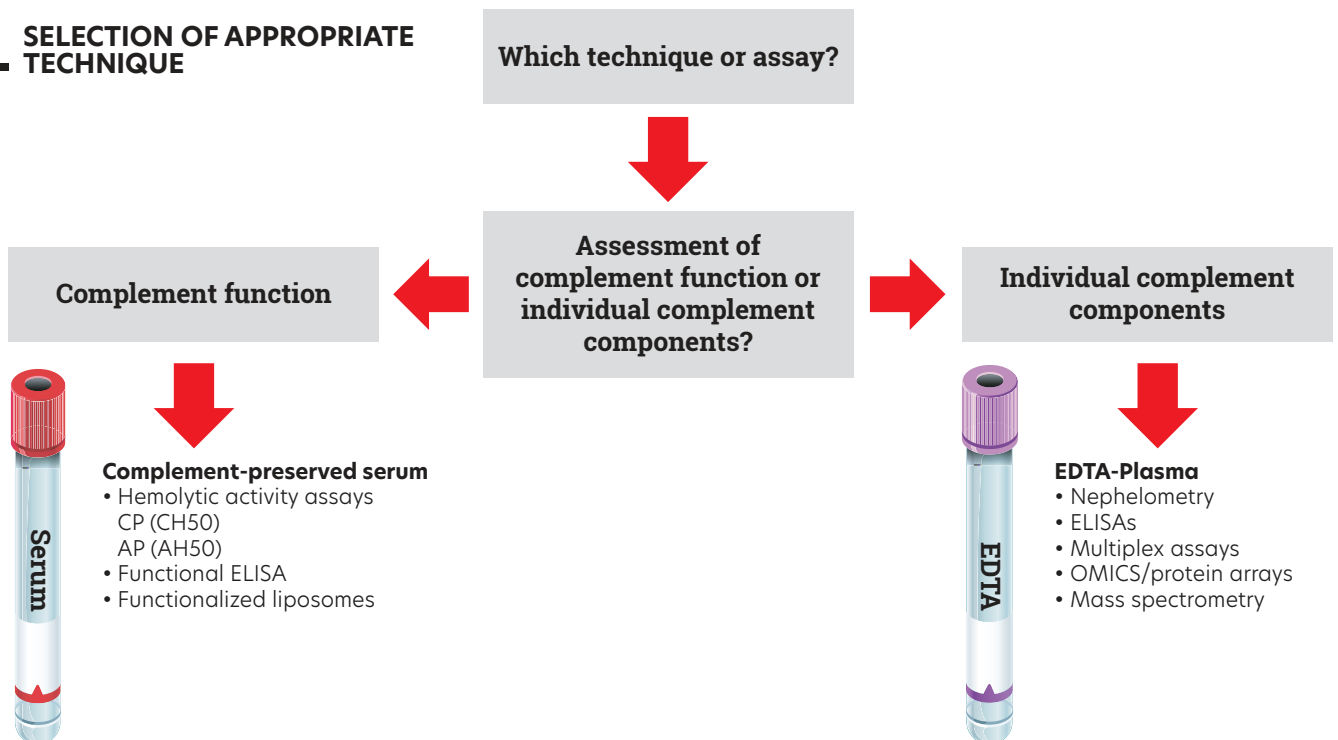 SELECTION OF APPROPRIATE
TECHNIQUE
Which technique or assay?
Assessment of
complement function or
individual complement
components?
Complement function
Individual complement
components
Serum
Complement-preserved serum
• Hemolytic activity assays
CP (CH50)
AP (AH50)
• Functional ELISA
• Functionalized liposomes
EDTA
EDTA-Plasma
• Nephelometry
• ELISAs
• Multiplex assays
• OMICS/protein arrays
• Mass spectrometry